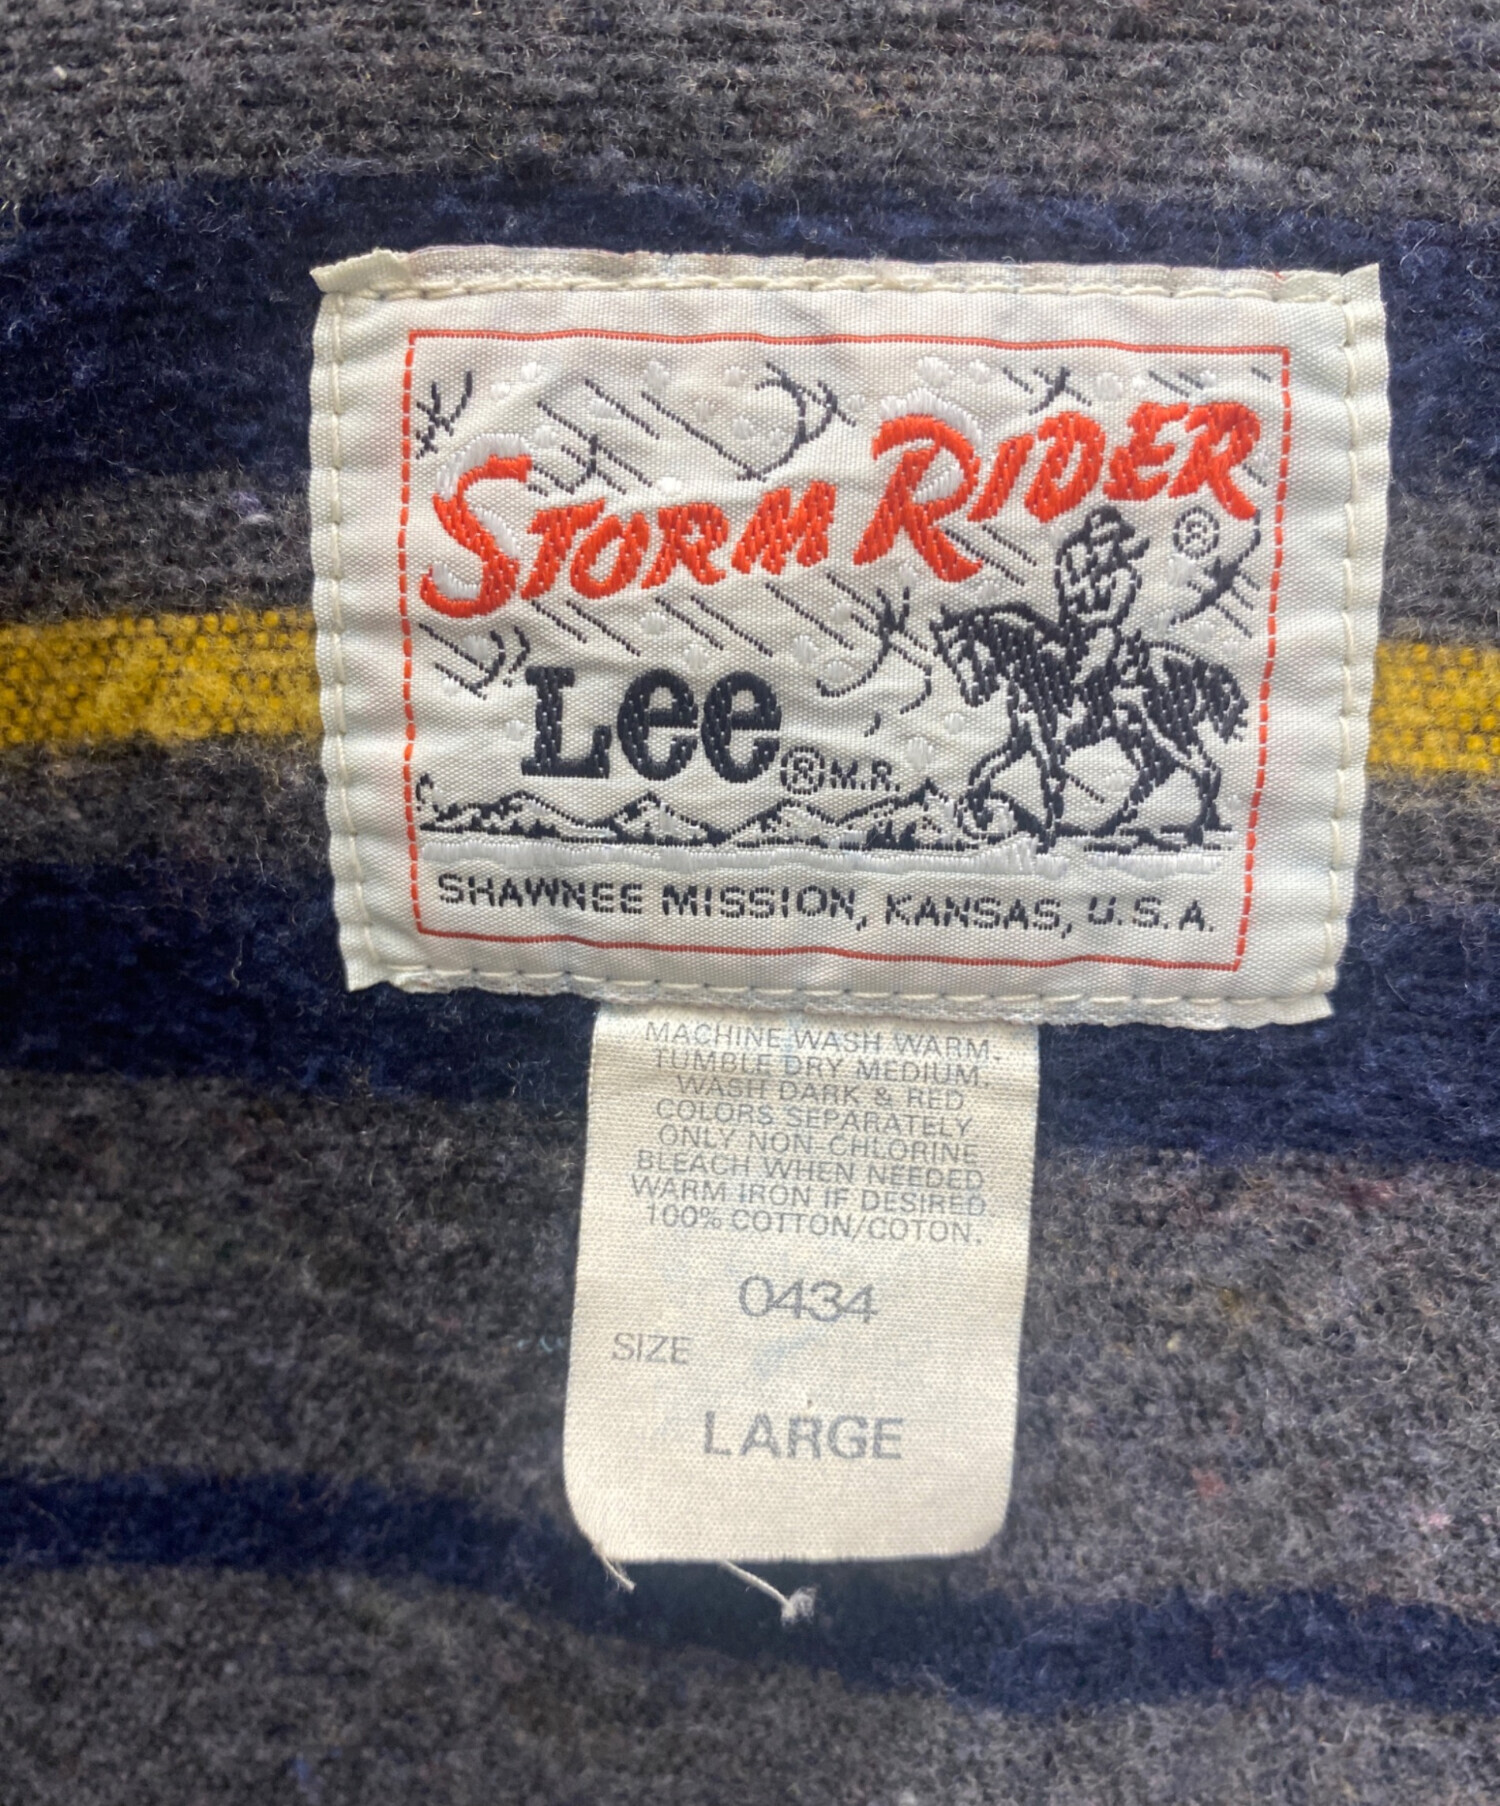 STORM RIDER
®
Lee® M.R.
SHAWNEE MISSION, KANSAS, U.S.A.
MACHINE WASH WARM.
TUMBLE DRY MEDIUM.
WASH DARK & RED
COLORS SEPARATELY
ONLY NON-CHLORINE
BLEACH WHEN NEEDED
WARM IRON IF DESIRED
100% COTTON/COTON.
0434
SIZE
LARGE